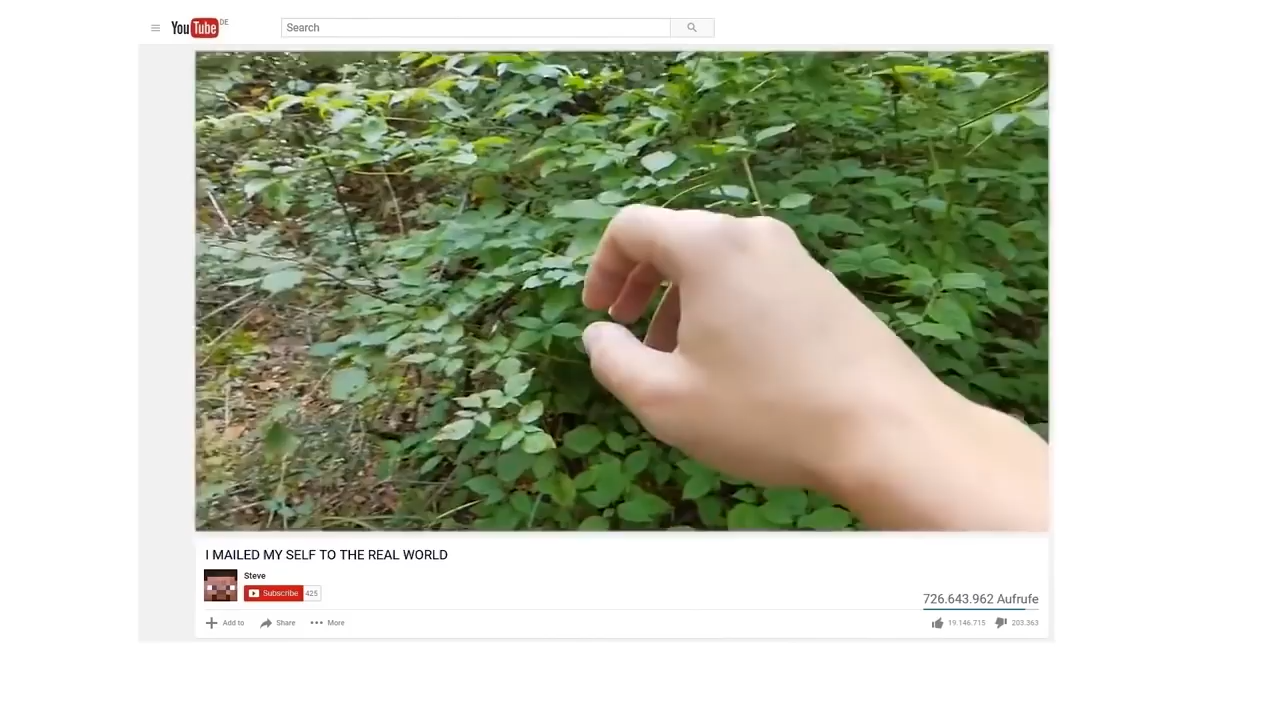 YouTube DE
Search
I MAILED MY SELF TO THE REAL WORLD
Steve
Subscribe 425
726.643.962 Aufrufe
Add to Share More
19.146.715 203.363